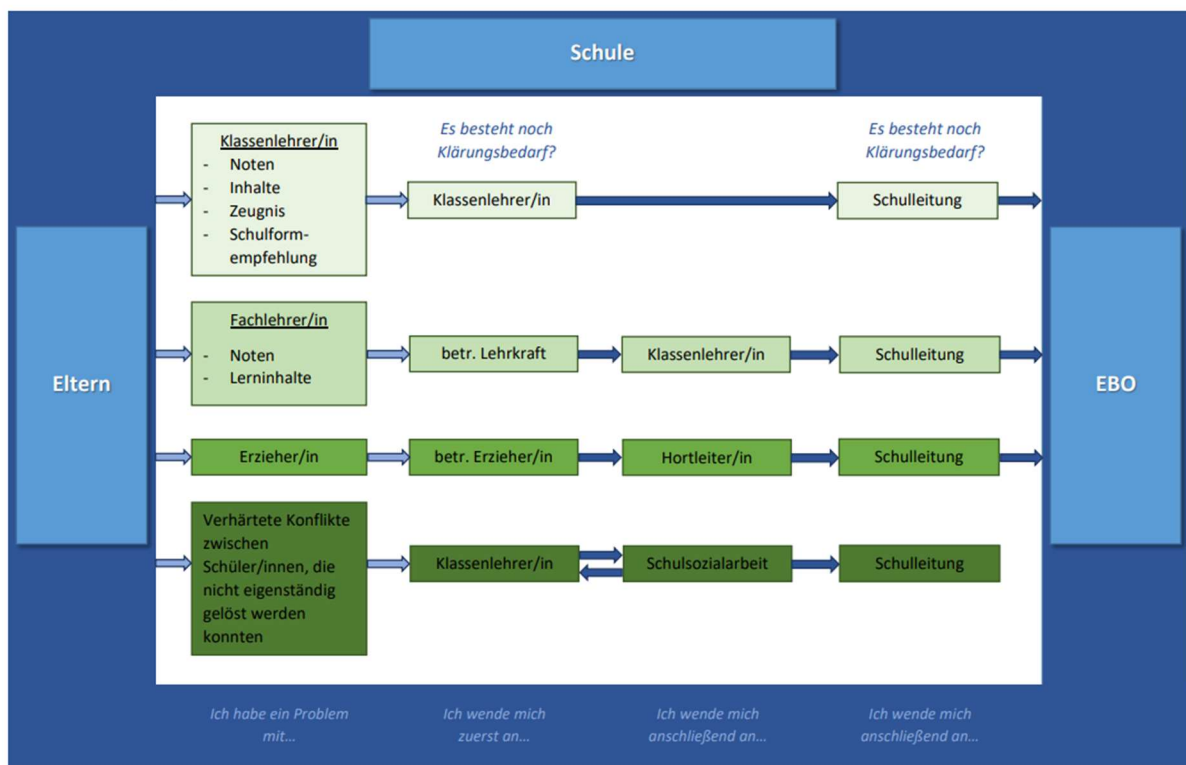 Schule
Es besteht noch
Klärungsbedarf?
Es besteht noch
Klärungsbedarf?
Klassenlehrer/in
- Noten
- Inhalte
- Zeugnis
- Schulform-
empfehlung
Klassenlehrer/in
Schulleitung
Eltern
EBO
Fachlehrer/in
- Noten
- Lerninhalte
betr. Lehrkraft
Klassenlehrer/in
Schulleitung
Erzieher/in
betr. Erzieher/in
Hortleiter/in
Schulleitung
Verhärtete Konflikte
zwischen
Schüler/innen, die
nicht eigenständig
gelöst werden
konnten
Klassenlehrer/in
Schulsozialarbeit
Schulleitung
Ich habe ein Problem
mit...
Ich wende mich
zuerst an...
Ich wende mich
anschließend an...
Ich wende mich
anschließend an...